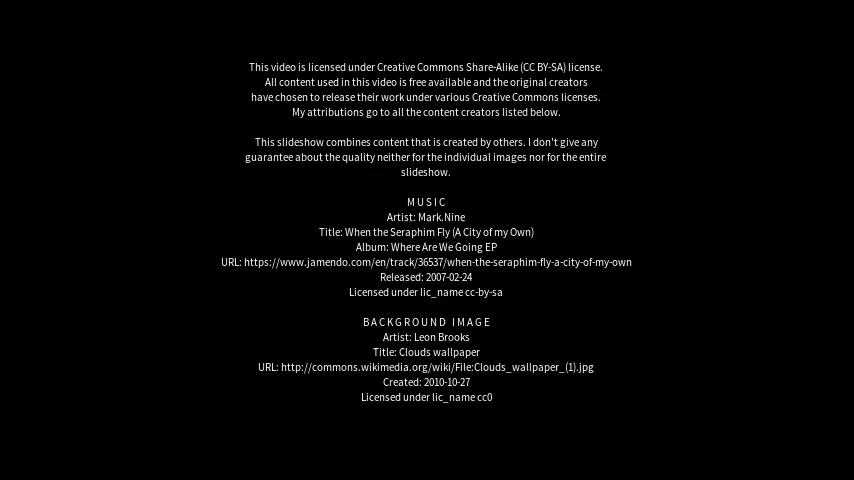 This video is licensed under Creative Commons Share-Alike (CC BY-SA) license.
All content used in this video is free available and the original creators
have chosen to release their work under various Creative Commons licenses.
My attributions go to all the content creators listed below.
This slideshow combines content that is created by others. I don't give any
guarantee about the quality neither for the individual images nor for the entire
slideshow.
MUSIC
Artist: Mark.Nine
Title: When the Seraphim Fly (A City of my Own)
Album: Where Are We Going EP
URL: https://www.jamendo.com/en/track/36537/when-the-seraphim-fly-a-city-of-my-own
Released: 2007-02-24
Licensed under lic_name cc-by-sa
BACKGROUND IMAGE
Artist: Leon Brooks
Title: Clouds wallpaper
URL: http://commons.wikimedia.org/wiki/File:Clouds_wallpaper_(1).jpg
Created: 2010-10-27
Licensed under lic_name cc0